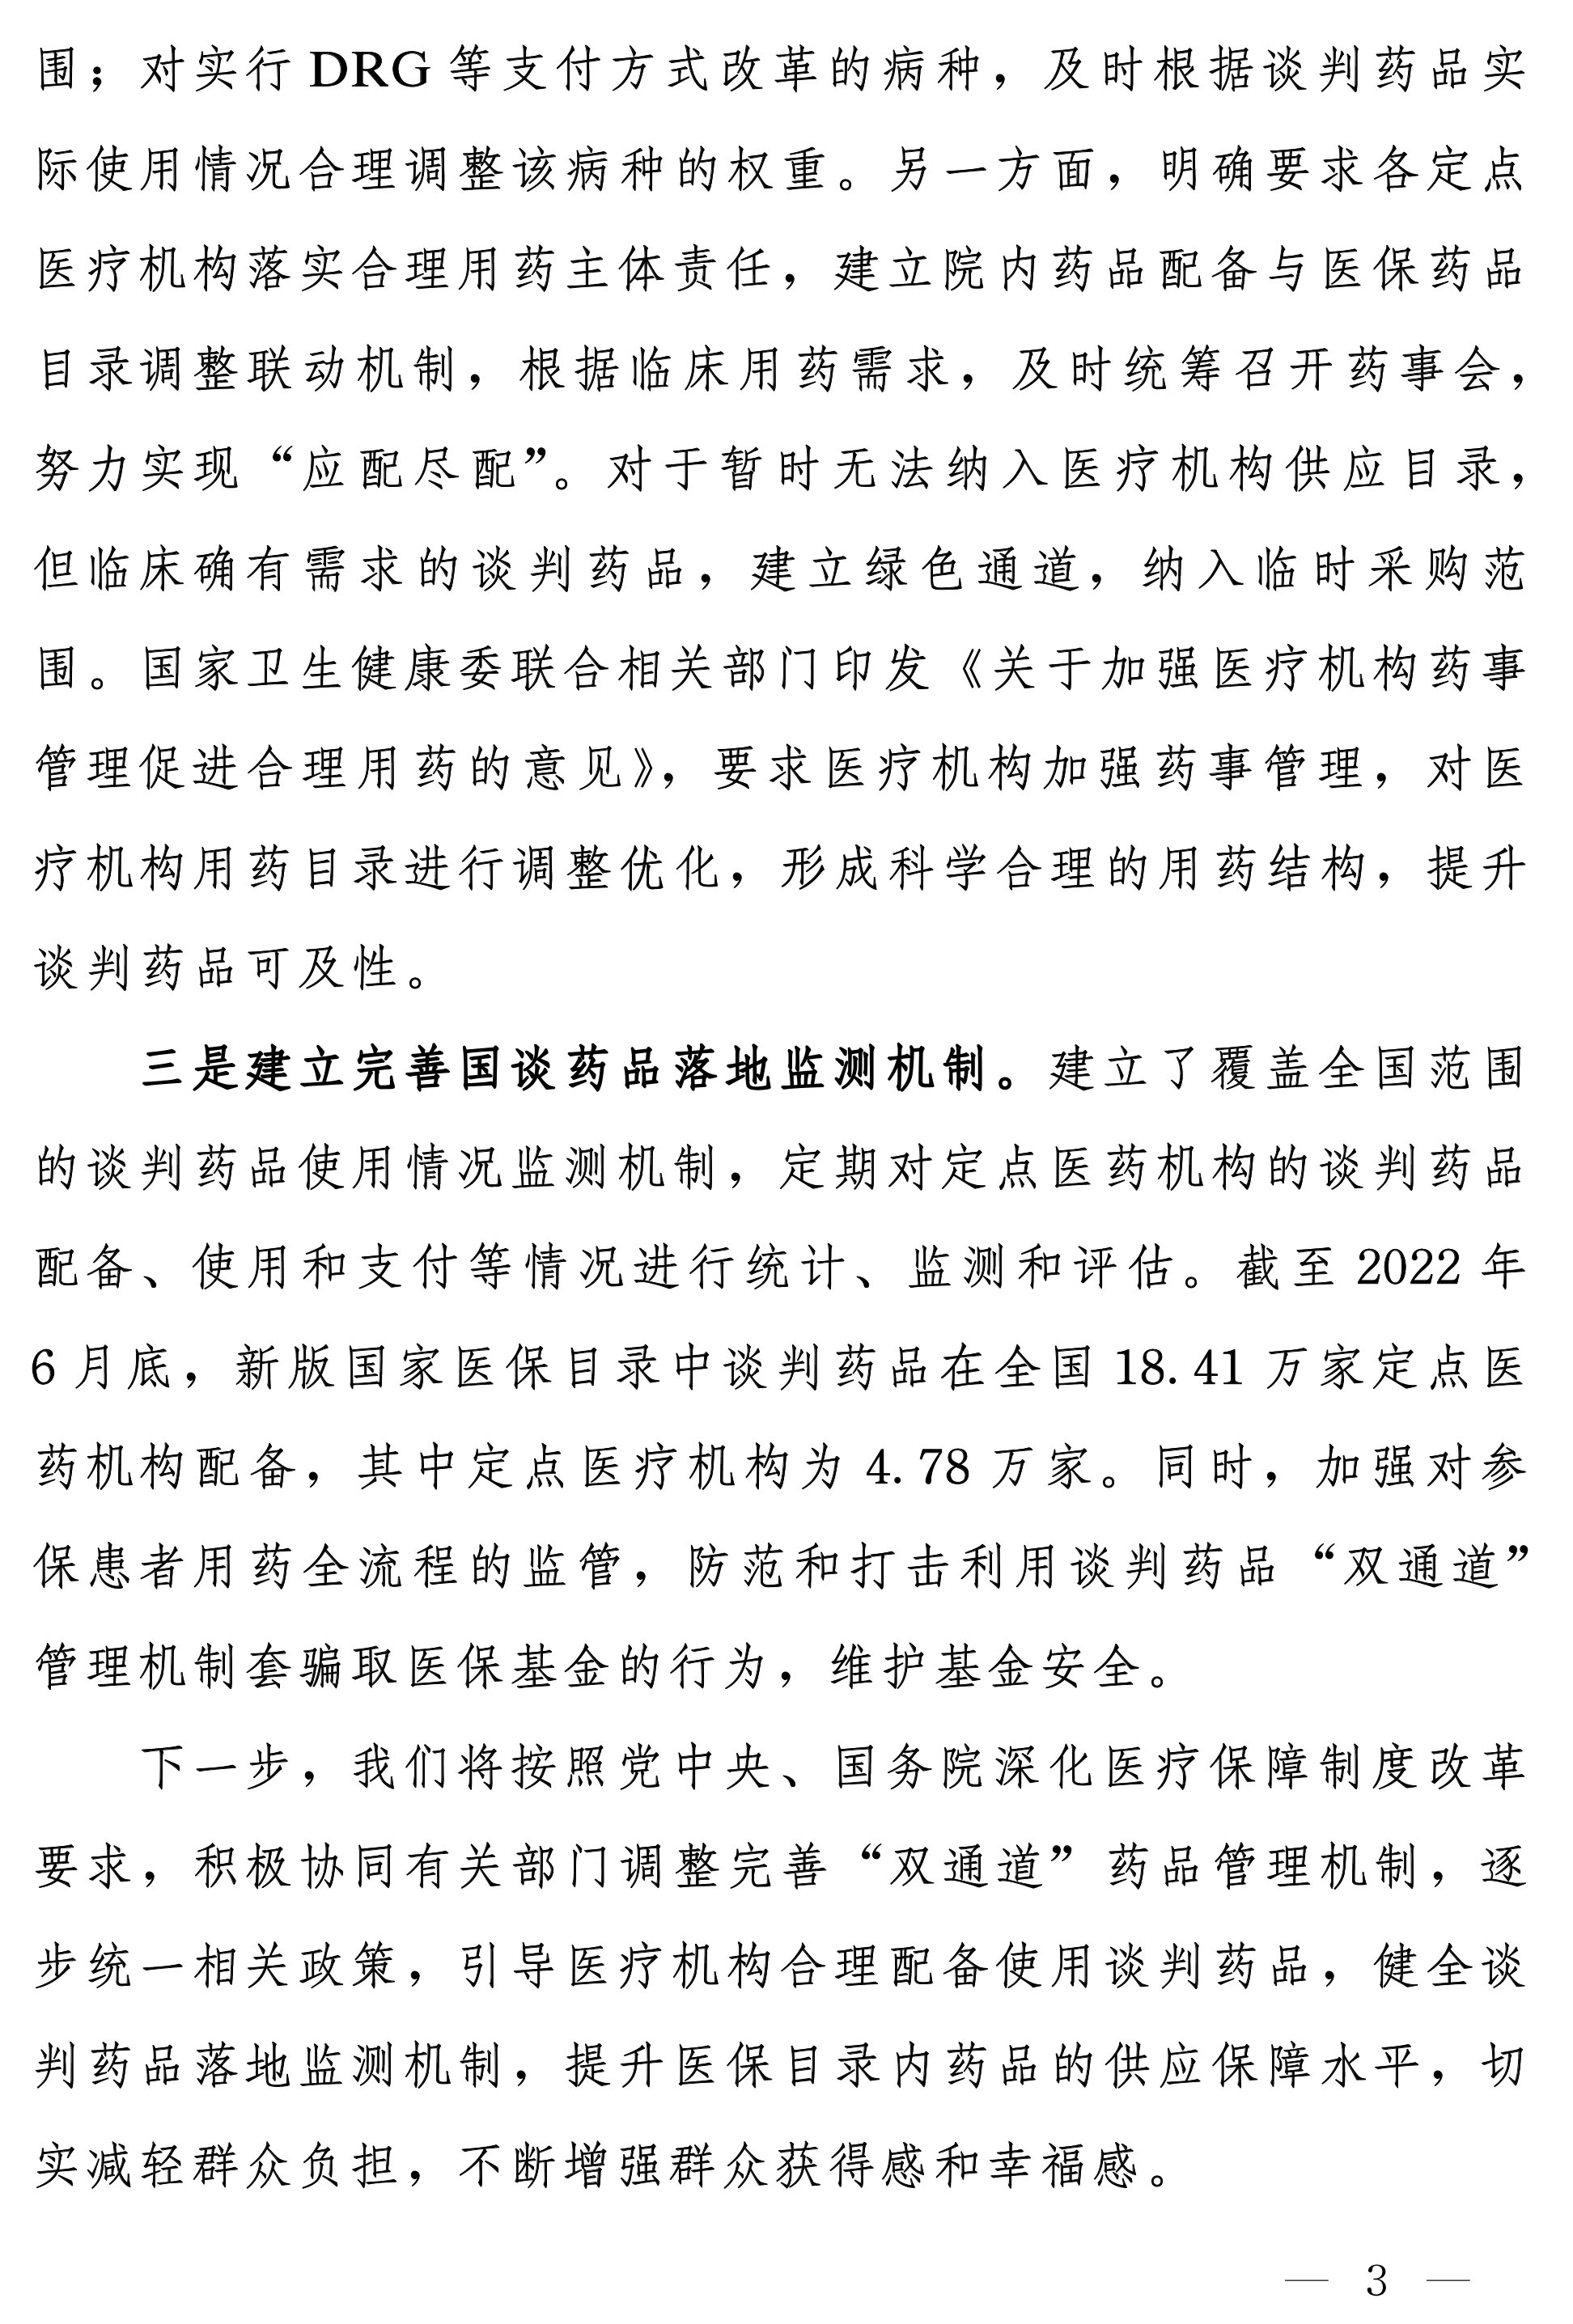 围；对实行 DRG 等支付方式改革的病种，及时根据谈判药品实
际使用情况合理调整该病种的权重。另一方面，明确要求各定点
医疗机构落实合理用药主体责任，建立院内药品配备与医保药品
目录调整联动机制，根据临床用药需求，及时统筹召开药事会，
努力实现“应配尽配”。对于暂时无法纳入医疗机构供应目录，
但临床确有需求的谈判药品，建立绿色通道，纳入临时采购范
围。国家卫生健康委联合相关部门印发《关于加强医疗机构药事
管理促进合理用药的意见》，要求医疗机构加强药事管理，对医
疗机构用药目录进行调整优化，形成科学合理的用药结构，提升
谈判药品可及性。
三是建立完善国谈药品落地监测机制。建立了覆盖全国范围
的谈判药品使用情况监测机制，定期对定点医药机构的谈判药品
配备、使用和支付等情况进行统计、监测和评估。截至 2022 年
6 月底，新版国家医保目录中谈判药品在全国 18.41 万家定点医
药机构配备，其中定点医疗机构为 4.78 万家。同时，加强对参
保患者用药全流程的监管，防范和打击利用谈判药品“双通道”
管理机制套骗取医保基金的行为，维护基金安全。
下一步，我们将按照党中央、国务院深化医疗保障制度改革
要求，积极协同有关部门调整完善“双通道”药品管理机制，逐
步统一相关政策，引导医疗机构合理配备使用谈判药品，健全谈
判药品落地监测机制，提升医保目录内药品的供应保障水平，切
实减轻群众负担，不断增强群众获得感和幸福感。
— 3 —